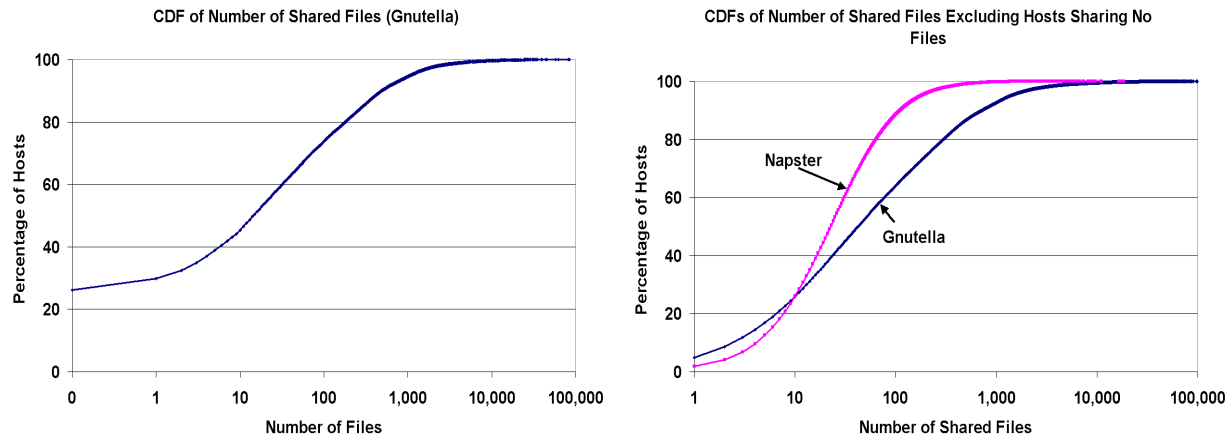 CDF of Number of Shared Files (Gnutella)
100
80
60
40
20
0
Percentage of Hosts
0 1 10 100 1,000 10,000 100,000
Number of Files
CDFs of Number of Shared Files Excluding Hosts Sharing No
Files
100
80
60
40
20
0
Percentage of Hosts
Napster
Gnutella
1 10 100 1,000 10,000 100,000
Number of Shared Files